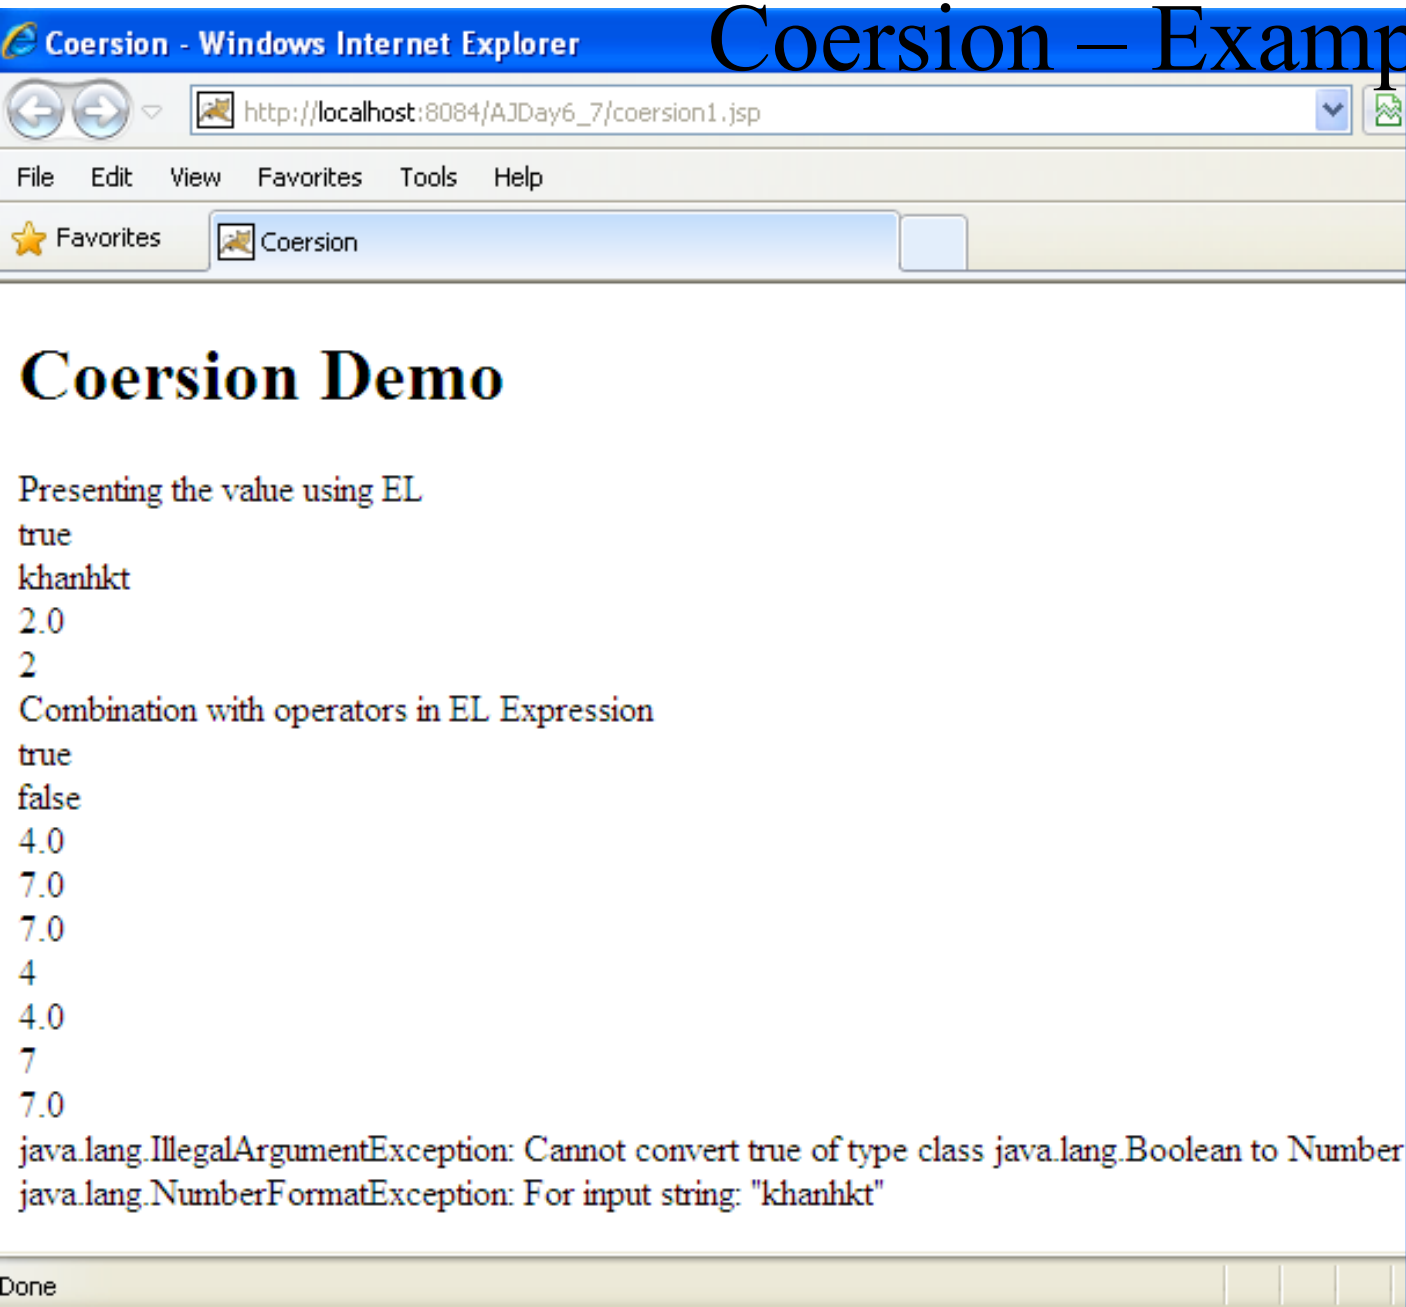 Coersion – Examp
Coersion - Windows Internet Explorer
http://localhost:8084/AJDay6_7/coersion1.jsp
File Edit View Favorites Tools Help
Favorites
Coersion
Coersion Demo
Presenting the value using EL
true
khanhkt
2.0
2
Combination with operators in EL Expression
true
false
4.0
7.0
7.0
4
4.0
7
7.0
java.lang.IllegalArgumentException: Cannot convert true of type class java.lang.Boolean to Number
java.lang.NumberFormatException: For input string: "khanhkt"
Done